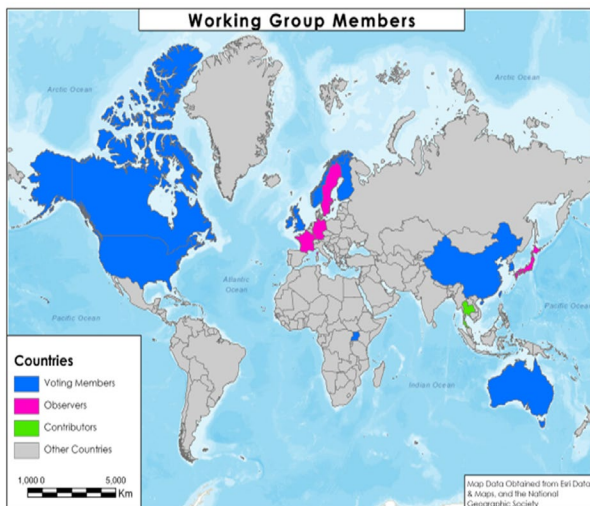 Working Group Members
Arctic Ocean
Arctic Ocean
Atlantic
Ocean
Pacific Ocean
Pacific Ocean
Indian Ocean
Countries
Voting Members
Observers
Contributors
Other Countries
1,000 0 5,000
Km
Map Data Obtained from Esri Data
& Maps, and the National
Geographic Society